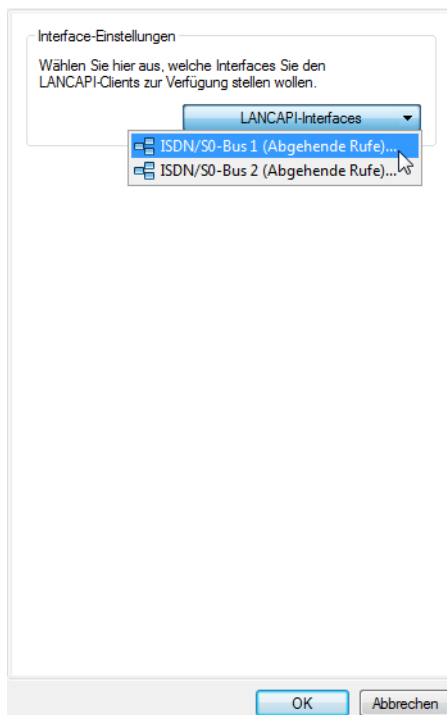 Interface-Einstellungen
Wählen Sie hier aus, welche Interfaces Sie den
LANCAPI-Clients zur Verfügung stellen wollen.
LANCAPI-Interfaces
ISDN/S0-Bus 1 (Abgehende Rufe)...
ISDN/S0-Bus 2 (Abgehende Rufe)...
OK
Abbrechen